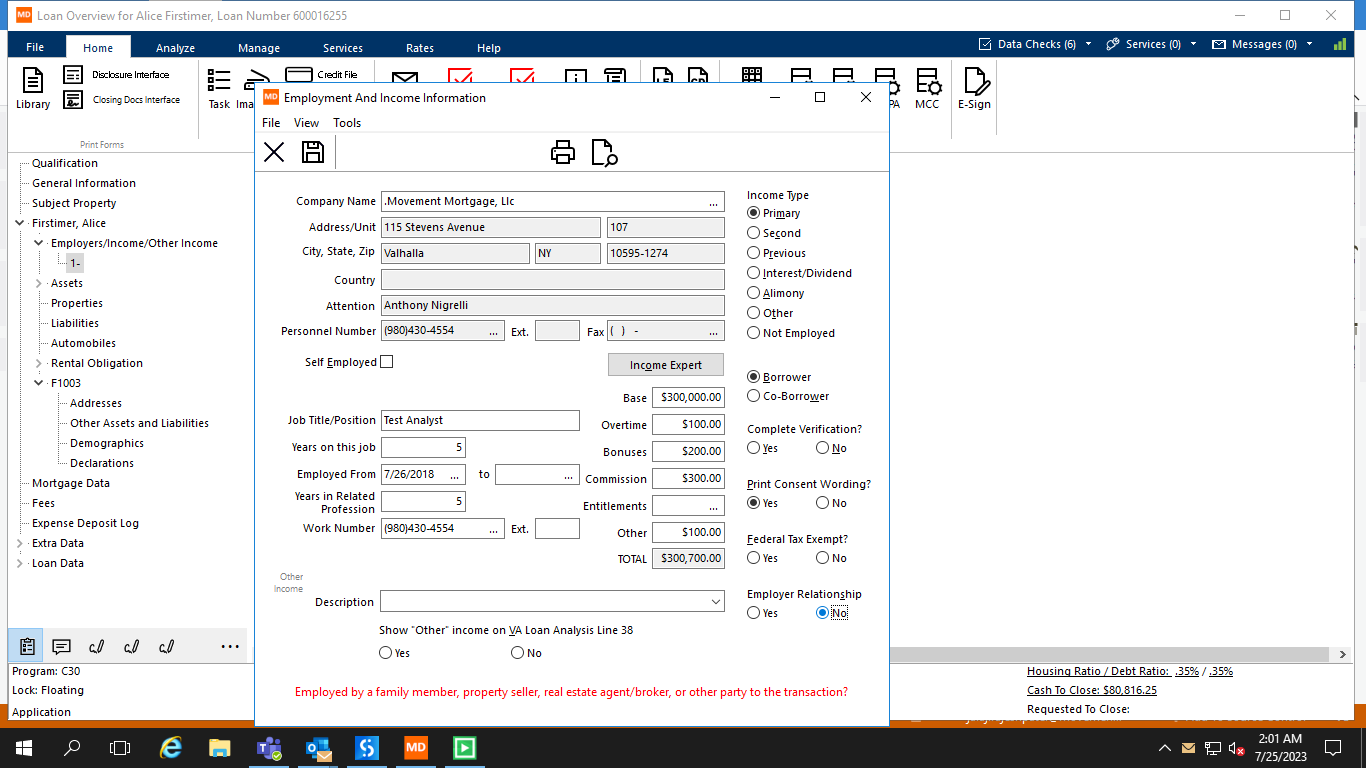 MD Loan Overview for Alice Firstimer, Loan Number 600016255
File Home Analyze Manage Services Rates Help Data Checks (6) Services (0) Messages (0)
Library
Disclosure Interface
Closing Docs Interface
Print Forms
Task
Credit File
MCC
E-Sign
Qualification
General Information
Subject Property
Firstimer, Alice
Employers/Income/Other Income
1-
Assets
Properties
Liabilities
Automobiles
Rental Obligation
F1003
Addresses
Other Assets and Liabilities
Demographics
Declarations
Mortgage Data
Fees
Expense Deposit Log
Extra Data
Loan Data
Program: C30
Lock: Floating
Application
MD Employment And Income Information
File View Tools
Company Name .Movement Mortgage, Llc ...
Address/Unit 115 Stevens Avenue 107
City, State, Zip Valhalla NY 10595-1274
Country
Attention Anthony Nigrelli
Personnel Number (980)430-4554 ... Ext. Fax ( ) - ...
Self Employed
Income Expert
Base $300,000.00
Job Title/Position Test Analyst
Overtime $100.00
Years on this job 5
Bonuses $200.00
Employed From 7/26/2018 ... to ...
Commission $300.00
Years in Related
Profession 5
Entitlements ...
Work Number (980)430-4554 ... Ext.
Other $100.00
TOTAL $300,700.00
Other
Income
Description
Show "Other" income on VA Loan Analysis Line 38
Yes No
Employed by a family member, property seller, real estate agent/broker, or other party to the transaction?
Income Type
Primary
Second
Previous
Interest/Dividend
Alimony
Other
Not Employed
Borrower
Co-Borrower
Complete Verification?
Yes No
Print Consent Wording?
Yes No
Federal Tax Exempt?
Yes No
Employer Relationship
Yes No
Housing Ratio / Debt Ratio: .35% / .35%
Cash To Close: $80,816.25
Requested To Close:
MD
2:01 AM
7/25/2023